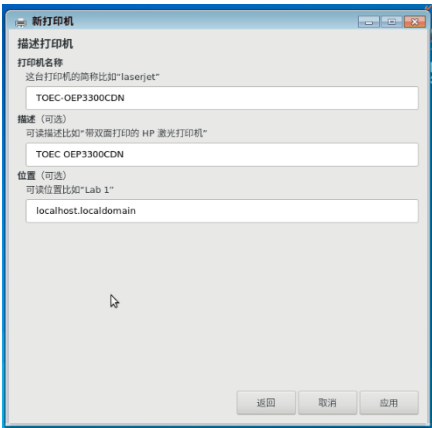 新打印机
描述打印机
打印机名称
这台打印机的简称比如“laserjet”
TOEC-OEP3300CDN
描述（可选）
可读描述比如“带双面打印的 HP 激光打印机”
TOEC OEP3300CDN
位置（可选）
可读位置比如“Lab 1”
localhost.localdomain
返回 取消 应用